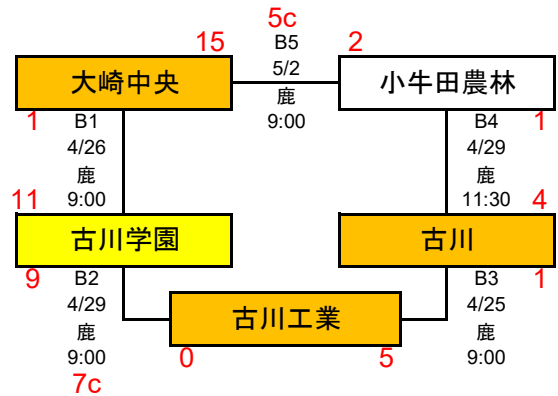 5c
15 B5 2
5/2
大崎中央 鹿 小牛田農林
9:00
1 B1 B4 1
4/26 4/29
鹿 鹿
11 9:00 11:30 4
古川学園 古川
9 B2 B3 1
4/29 4/25
鹿 古川工業 鹿
9:00 0 5 9:00
7c